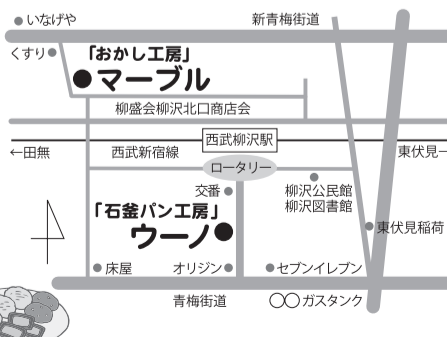 いなげや
新青梅街道
くすり
「おかし工房」
マーブル
柳盛会柳沢北口商店会
西武柳沢駅
←田無
西武新宿線
東伏見
ロータリー
交番
柳沢公民館
柳沢図書館
「石釜パン工房」
ウーノ
東伏見稲荷
床屋
オリジン
セブンイレブン
青梅街道
ガスタンク